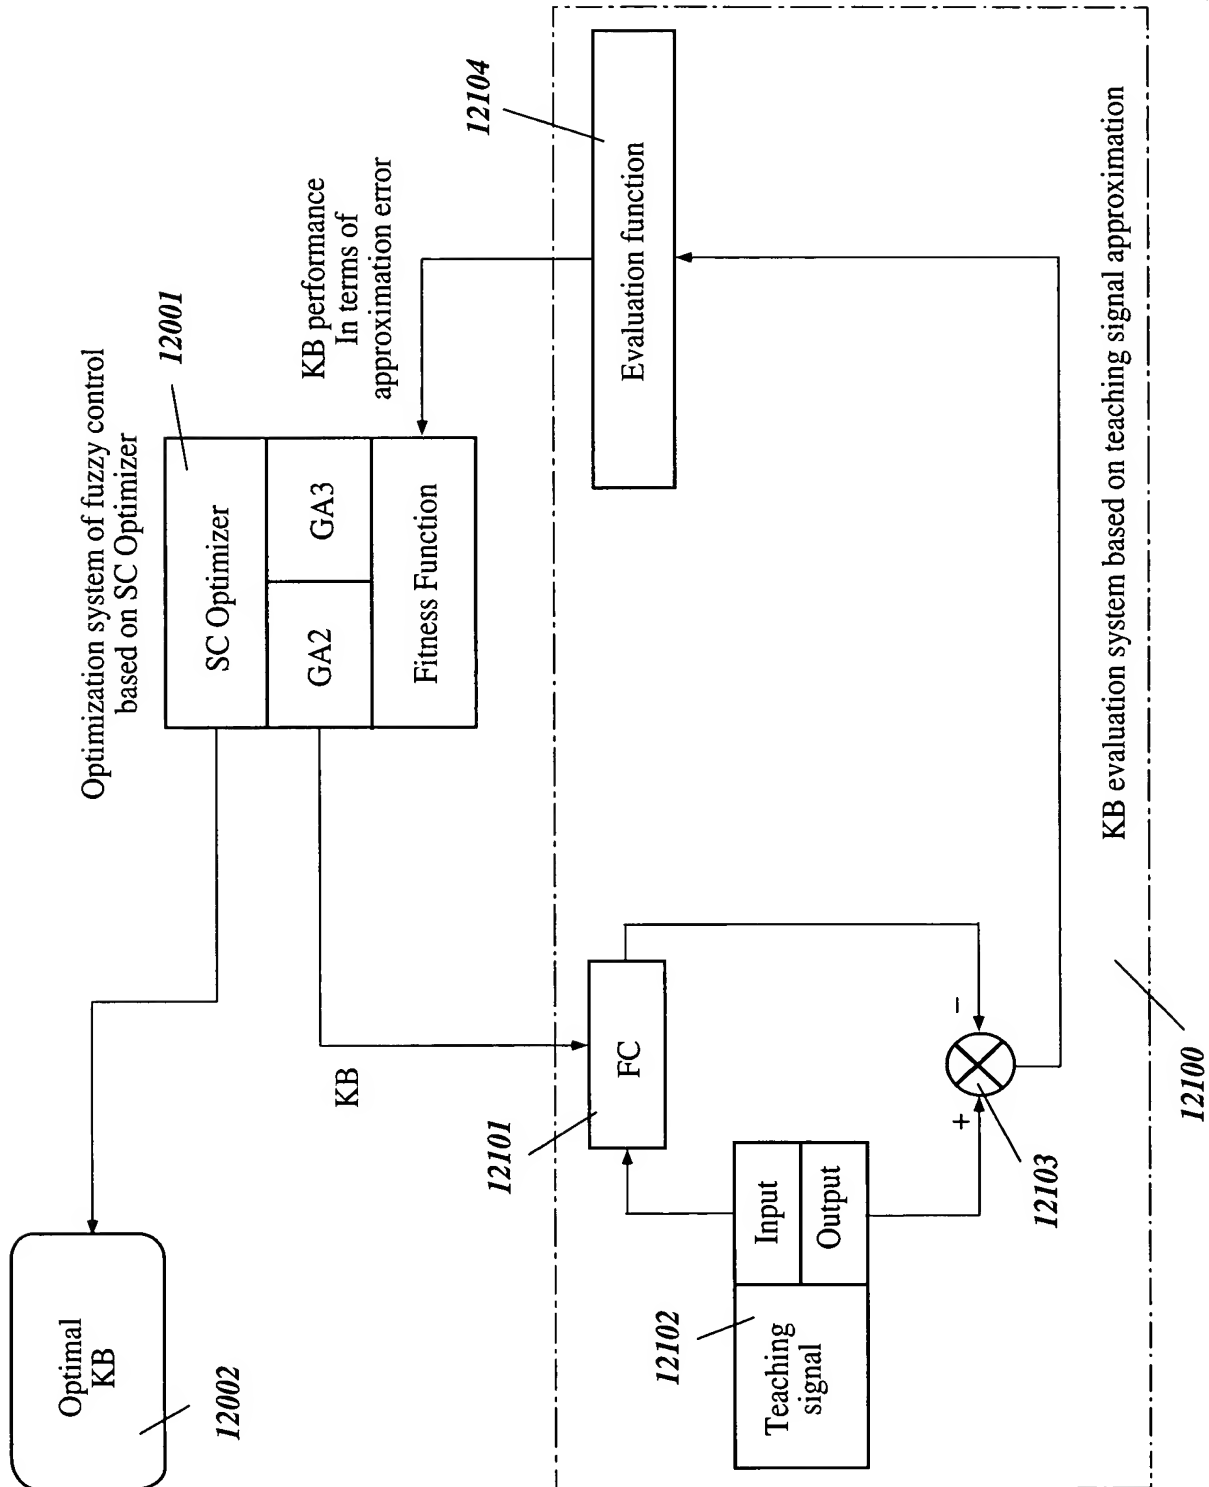 Optimization system of fuzzy control
based on SC Optimizer
12001
Optimal
KB
12002
SC Optimizer
GA2
GA3
Fitness Function
KB performance
In terms of
approximation error
KB
12104
Evaluation function
12101
FC
12102
Teaching
signal
Input
Output
+
−
12103
KB evaluation system based on teaching signal approximation
12100